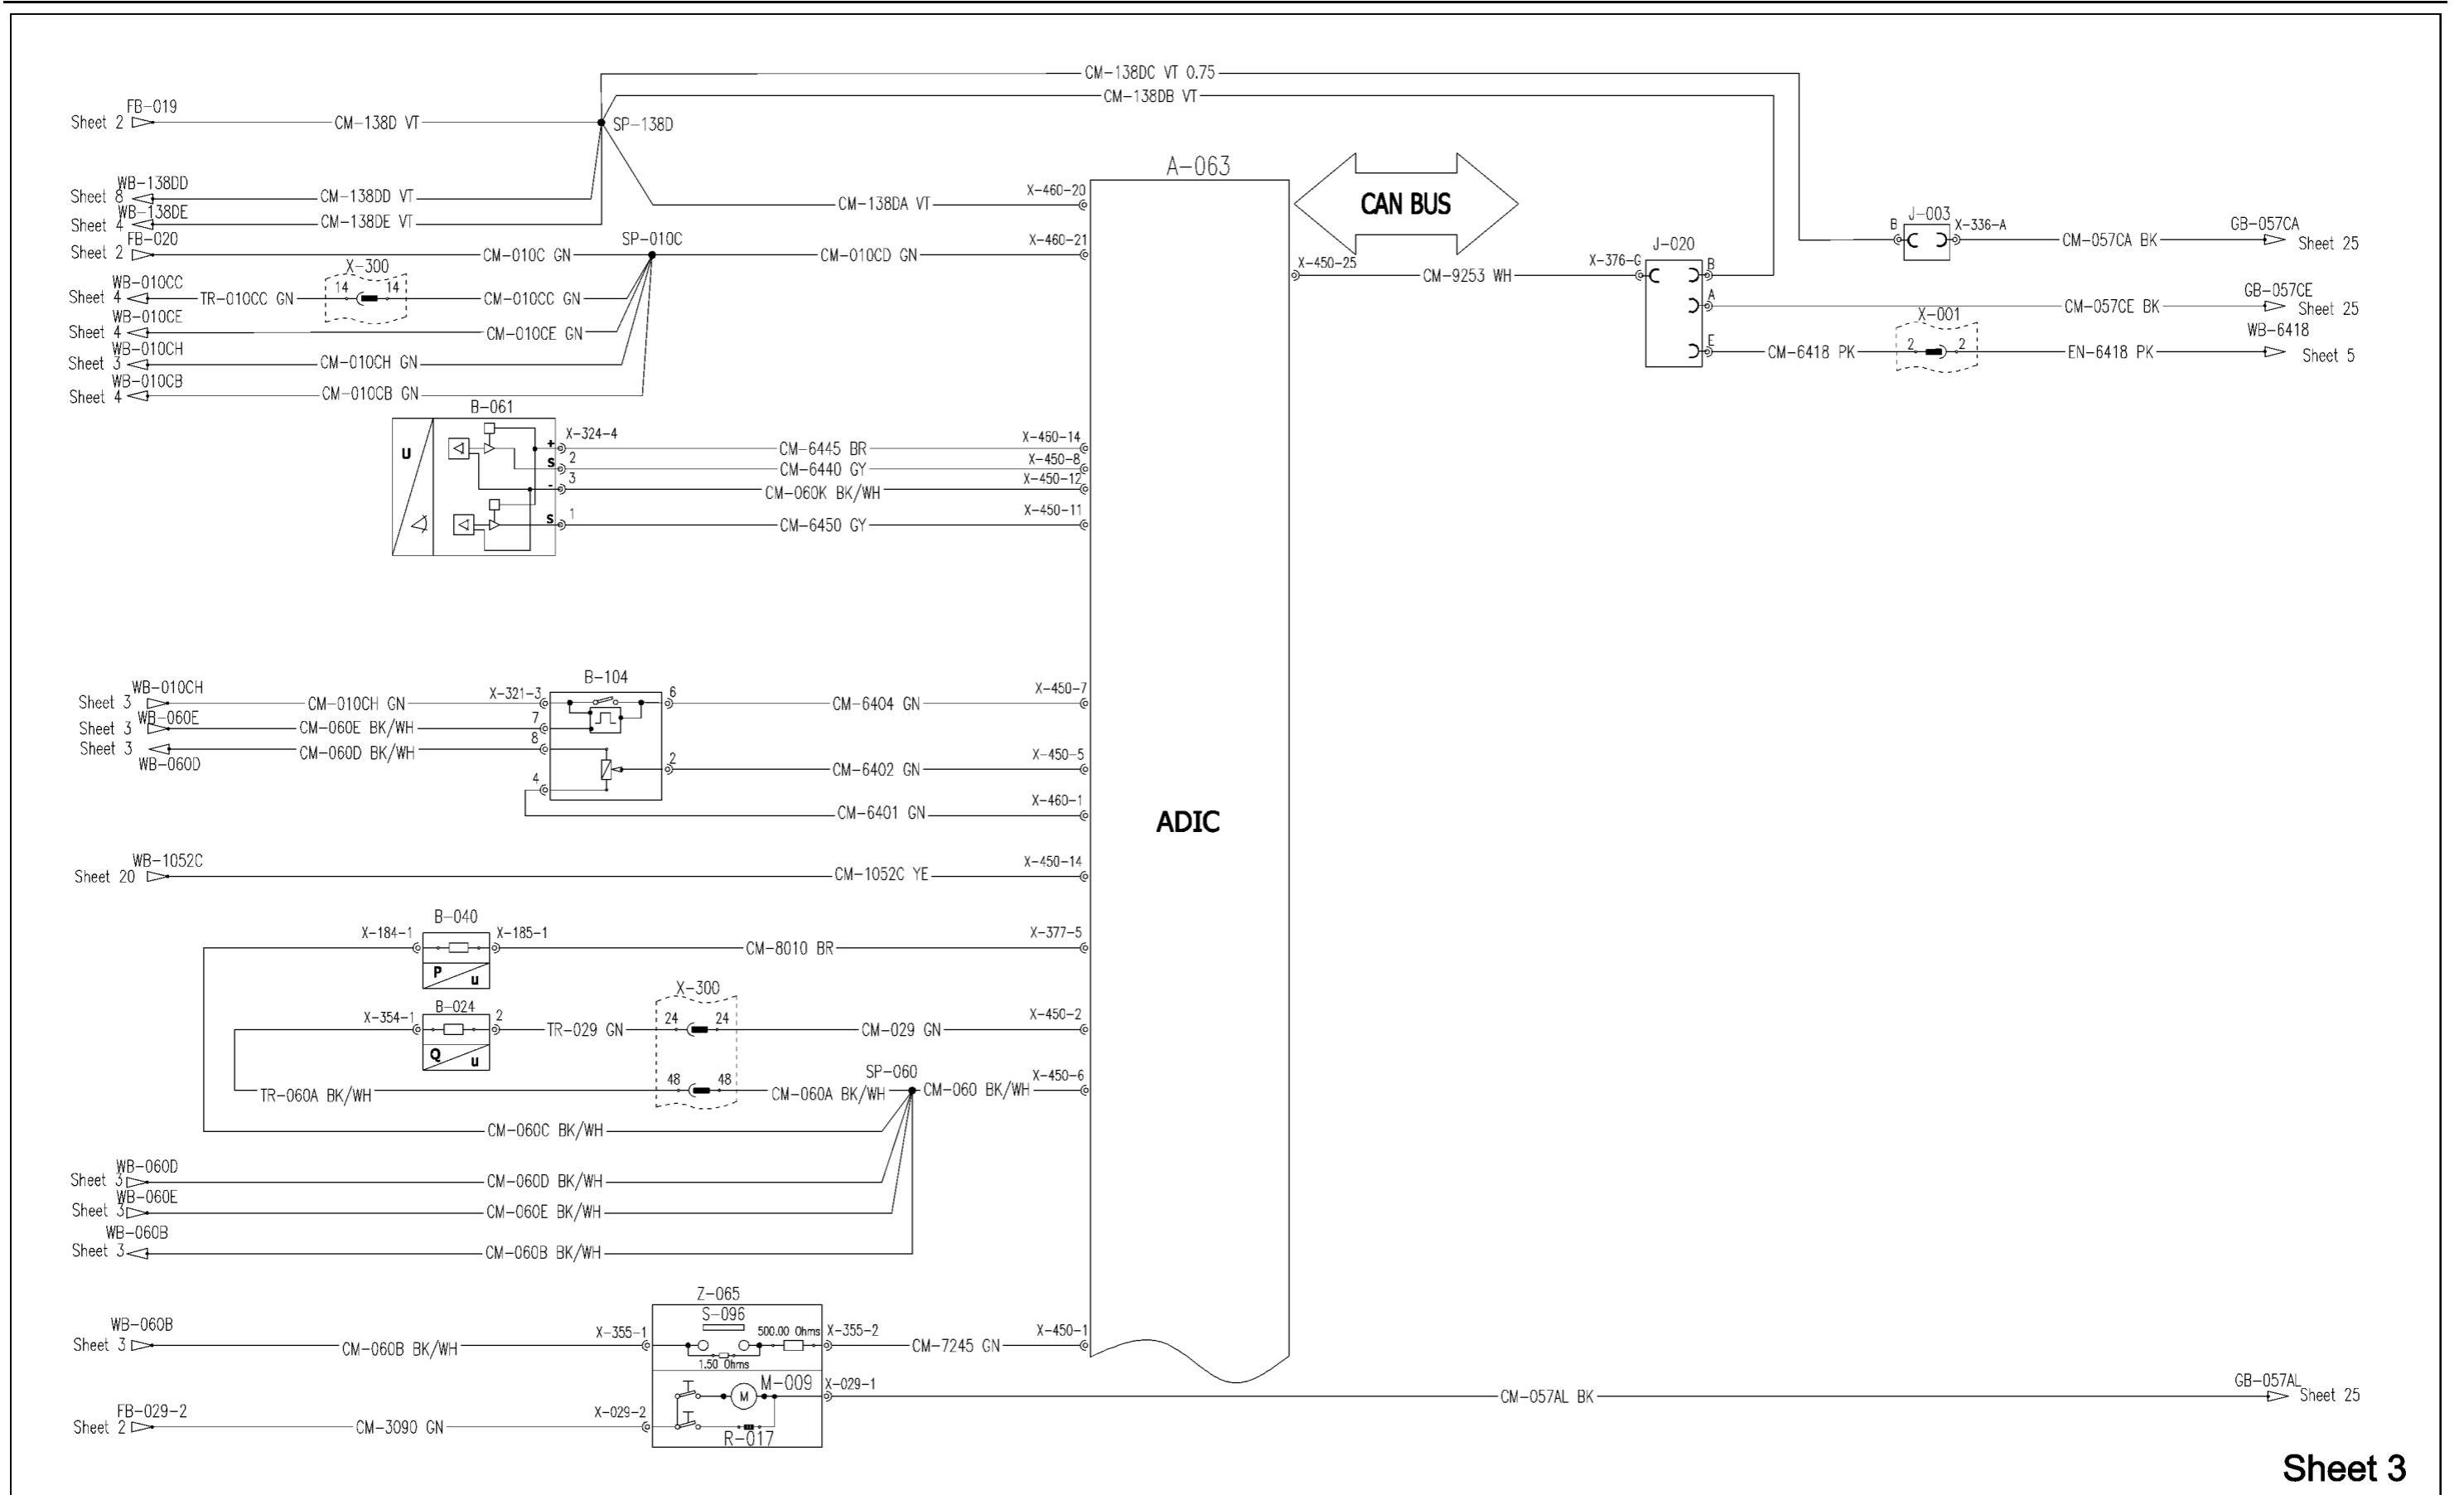 CM-138DC VT 0.75
CM-138DB VT
FB-019
Sheet 2
CM-138D VT
SP-138D
A-063
WB-138DD
Sheet 8
CM-138DD VT
X-460-20
CM-138DA VT
CAN BUS
WB-138DE
Sheet 4
CM-138DE VT
J-003
B
X-336-A
CM-057CA BK
GB-057CA
Sheet 25
FB-020
Sheet 2
CM-010C GN
SP-010C
CM-010CD GN
X-460-21
J-020
X-450-25
CM-9253 WH
X-376-G
B
X-300
WB-010CC
Sheet 4
TR-010CC GN
14 14
CM-010CC GN
A
CM-057CE BK
GB-057CE
Sheet 25
WB-010CE
Sheet 4
CM-010CE GN
X-001
WB-6418
E
CM-6418 PK
2 2
EN-6418 PK
Sheet 5
WB-010CH
Sheet 3
CM-010CH GN
WB-010CB
Sheet 4
CM-010CB GN
B-061
U
+
X-324-4
CM-6445 BR
X-460-14
S
2
CM-6440 GY
X-450-8
-
3
CM-060K BK/WH
X-450-12
S
1
CM-6450 GY
X-450-11
B-104
WB-010CH
Sheet 3
CM-010CH GN
X-321-3
6
CM-6404 GN
X-450-7
WB-060E
Sheet 3
CM-060E BK/WH
7
Sheet 3
CM-060D BK/WH
8
WB-060D
2
CM-6402 GN
X-450-5
4
CM-6401 GN
X-460-1
ADIC
WB-1052C
Sheet 20
CM-1052C YE
X-450-14
B-040
X-184-1
X-185-1
CM-8010 BR
X-377-5
P
u
X-300
B-024
X-354-1
2
TR-029 GN
24 24
CM-029 GN
X-450-2
Q
u
TR-060A BK/WH
48 48
CM-060A BK/WH
SP-060
CM-060 BK/WH
X-450-6
CM-060C BK/WH
WB-060D
Sheet 3
CM-060D BK/WH
WB-060E
Sheet 3
CM-060E BK/WH
WB-060B
Sheet 3
CM-060B BK/WH
Z-065
S-096
WB-060B
Sheet 3
CM-060B BK/WH
X-355-1
500.00 Ohms
X-355-2
CM-7245 GN
X-450-1
1.50 Ohms
M-009
M
X-029-1
CM-057AL BK
GB-057AL
Sheet 25
FB-029-2
Sheet 2
CM-3090 GN
X-029-2
R-017
Sheet 3